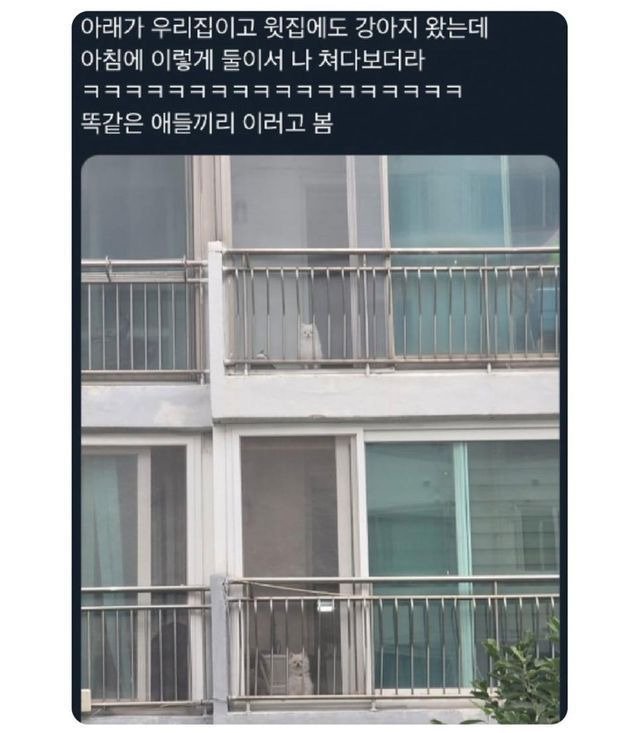 아래가 우리집이고 윗집에도 강아지 왔는데
아침에 이렇게 둘이서 나 쳐다보더라
ㅋㅋㅋㅋㅋㅋㅋㅋㅋㅋㅋㅋㅋㅋㅋㅋㅋㅋ
똑같은 애들끼리 이러고 봄